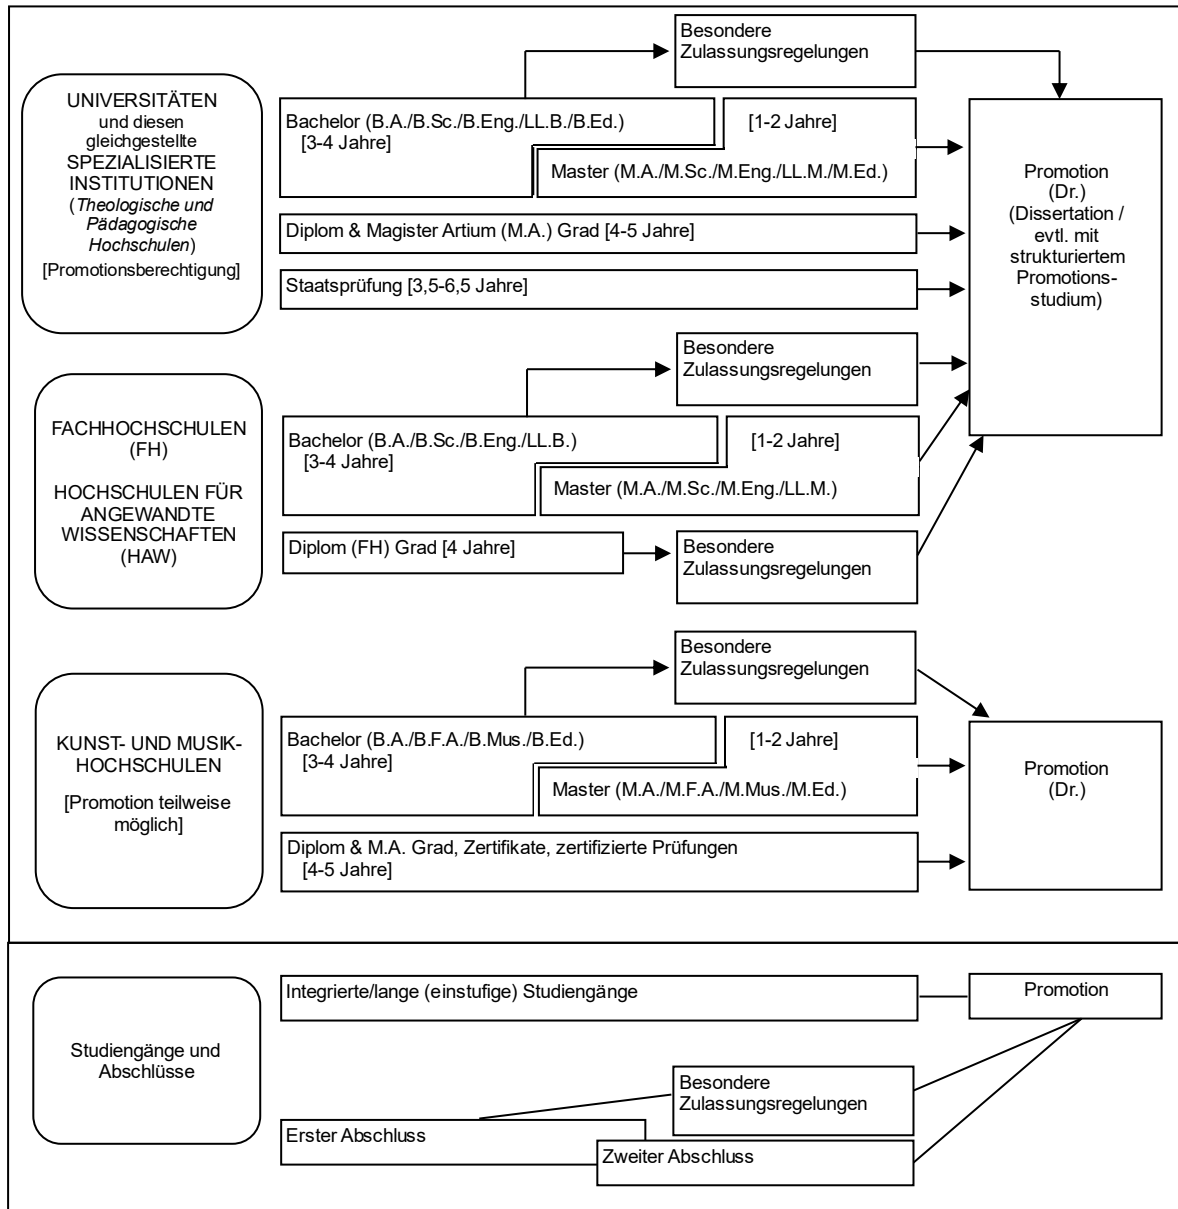 Besondere
Zulassungsregelungen
UNIVERSITÄTEN
und diesen
gleichgestellte
SPEZIALISIERTE
INSTITUTIONEN
(Theologische und
Pädagogische
Hochschulen)
[Promotionsberechtigung]
Bachelor (B.A./B.Sc./B.Eng./LL.B./B.Ed.)
[3-4 Jahre]
[1-2 Jahre]
Master (M.A./M.Sc./M.Eng./LL.M./M.Ed.)
Diplom & Magister Artium (M.A.) Grad [4-5 Jahre]
Staatsprüfung [3,5-6,5 Jahre]
Promotion
(Dr.)
(Dissertation /
evtl. mit
strukturiertem
Promotions-
studium)
Besondere
Zulassungsregelungen
FACHHOCHSCHULEN
(FH)
HOCHSCHULEN FÜR
ANGEWANDTE
WISSENSCHAFTEN
(HAW)
Bachelor (B.A./B.Sc./B.Eng./LL.B.)
[3-4 Jahre]
[1-2 Jahre]
Master (M.A./M.Sc./M.Eng./LL.M.)
Diplom (FH) Grad [4 Jahre]
Besondere
Zulassungsregelungen
Besondere
Zulassungsregelungen
KUNST- UND MUSIK-
HOCHSCHULEN
[Promotion teilweise
möglich]
Bachelor (B.A./B.F.A./B.Mus./B.Ed.)
[3-4 Jahre]
[1-2 Jahre]
Master (M.A./M.F.A./M.Mus./M.Ed.)
Diplom & M.A. Grad, Zertifikate, zertifizierte Prüfungen
[4-5 Jahre]
Promotion
(Dr.)
Studiengänge und
Abschlüsse
Integrierte/lange (einstufige) Studiengänge
Promotion
Besondere
Zulassungsregelungen
Erster Abschluss
Zweiter Abschluss